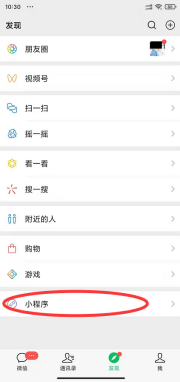 10:30
发现
朋友圈
视频号
扫一扫
摇一摇
看一看
搜一搜
附近的人
购物
游戏
小程序
微信
通讯录
发现
我